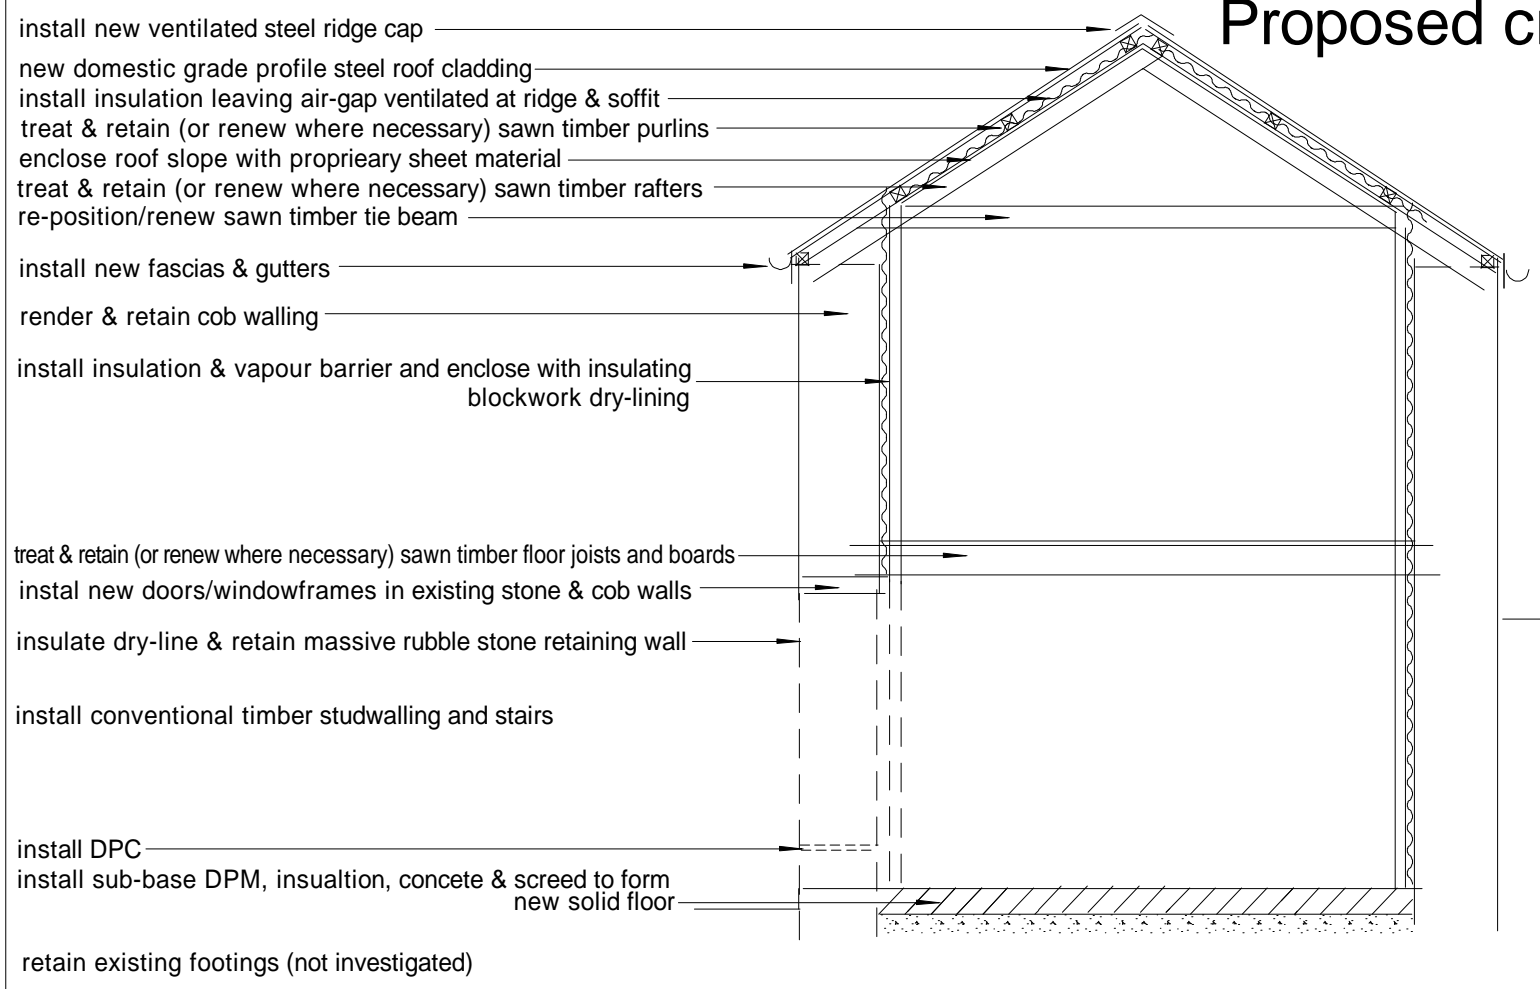 Proposed
install new ventilated steel ridge cap
new domestic grade profile steel roof cladding
install insulation leaving air-gap ventilated at ridge & soffit
treat & retain (or renew where necessary) sawn timber purlins
enclose roof slope with proprieary sheet material
treat & retain (or renew where necessary) sawn timber rafters
re-position/renew sawn timber tie beam
install new fascias & gutters
render & retain cob walling
install insulation & vapour barrier and enclose with insulating
blockwork dry-lining
treat & retain (or renew where necessary) sawn timber floor joists and boards
instal new doors/windowframes in existing stone & cob walls
insulate dry-line & retain massive rubble stone retaining wall
install conventional timber studwalling and stairs
install DPC
install sub-base DPM, insualtion, concete & screed to form
new solid floor
retain existing footings (not investigated)